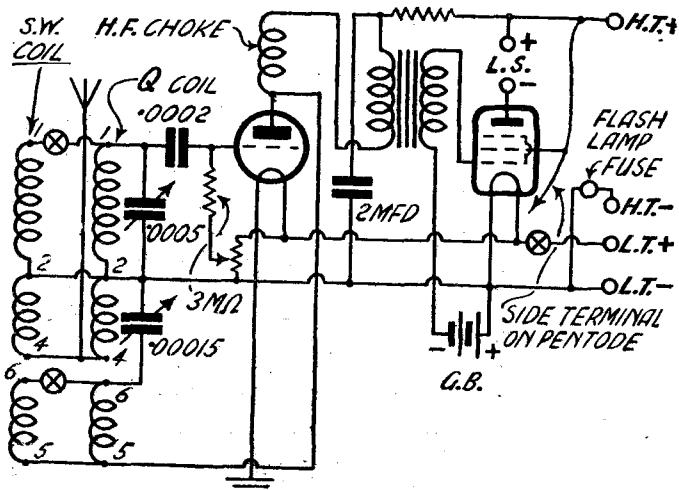 S.W.
COIL
H.F. CHOKE
Q COIL
.0002
H.T.+
+
L.S.
-
FLASH
LAMP
FUSE
H.T.-
1
1
.0005
2MFD
L.T.+
2
2
3MΩ
L.T.-
4
4
.00015
SIDE TERMINAL
ON PENTODE
- +
G.B.
6
6
5
5